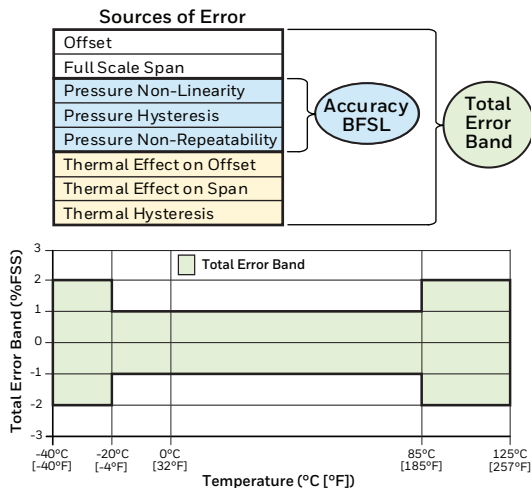 Sources of Error
Offset
Full Scale Span
Pressure Non-Linearity
Pressure Hysteresis
Pressure Non-Repeatability
Thermal Effect on Offset
Thermal Effect on Span
Thermal Hysteresis
Accuracy
BFSL
Total
Error
Band
Total Error Band (%FSS)
3
2
1
0
-1
-2
-3
Total Error Band
-40°C -20°C 0°C 85°C 125°C
[-40°F] [-4°F] [32°F] [185°F] [257°F]
Temperature (°C [°F])